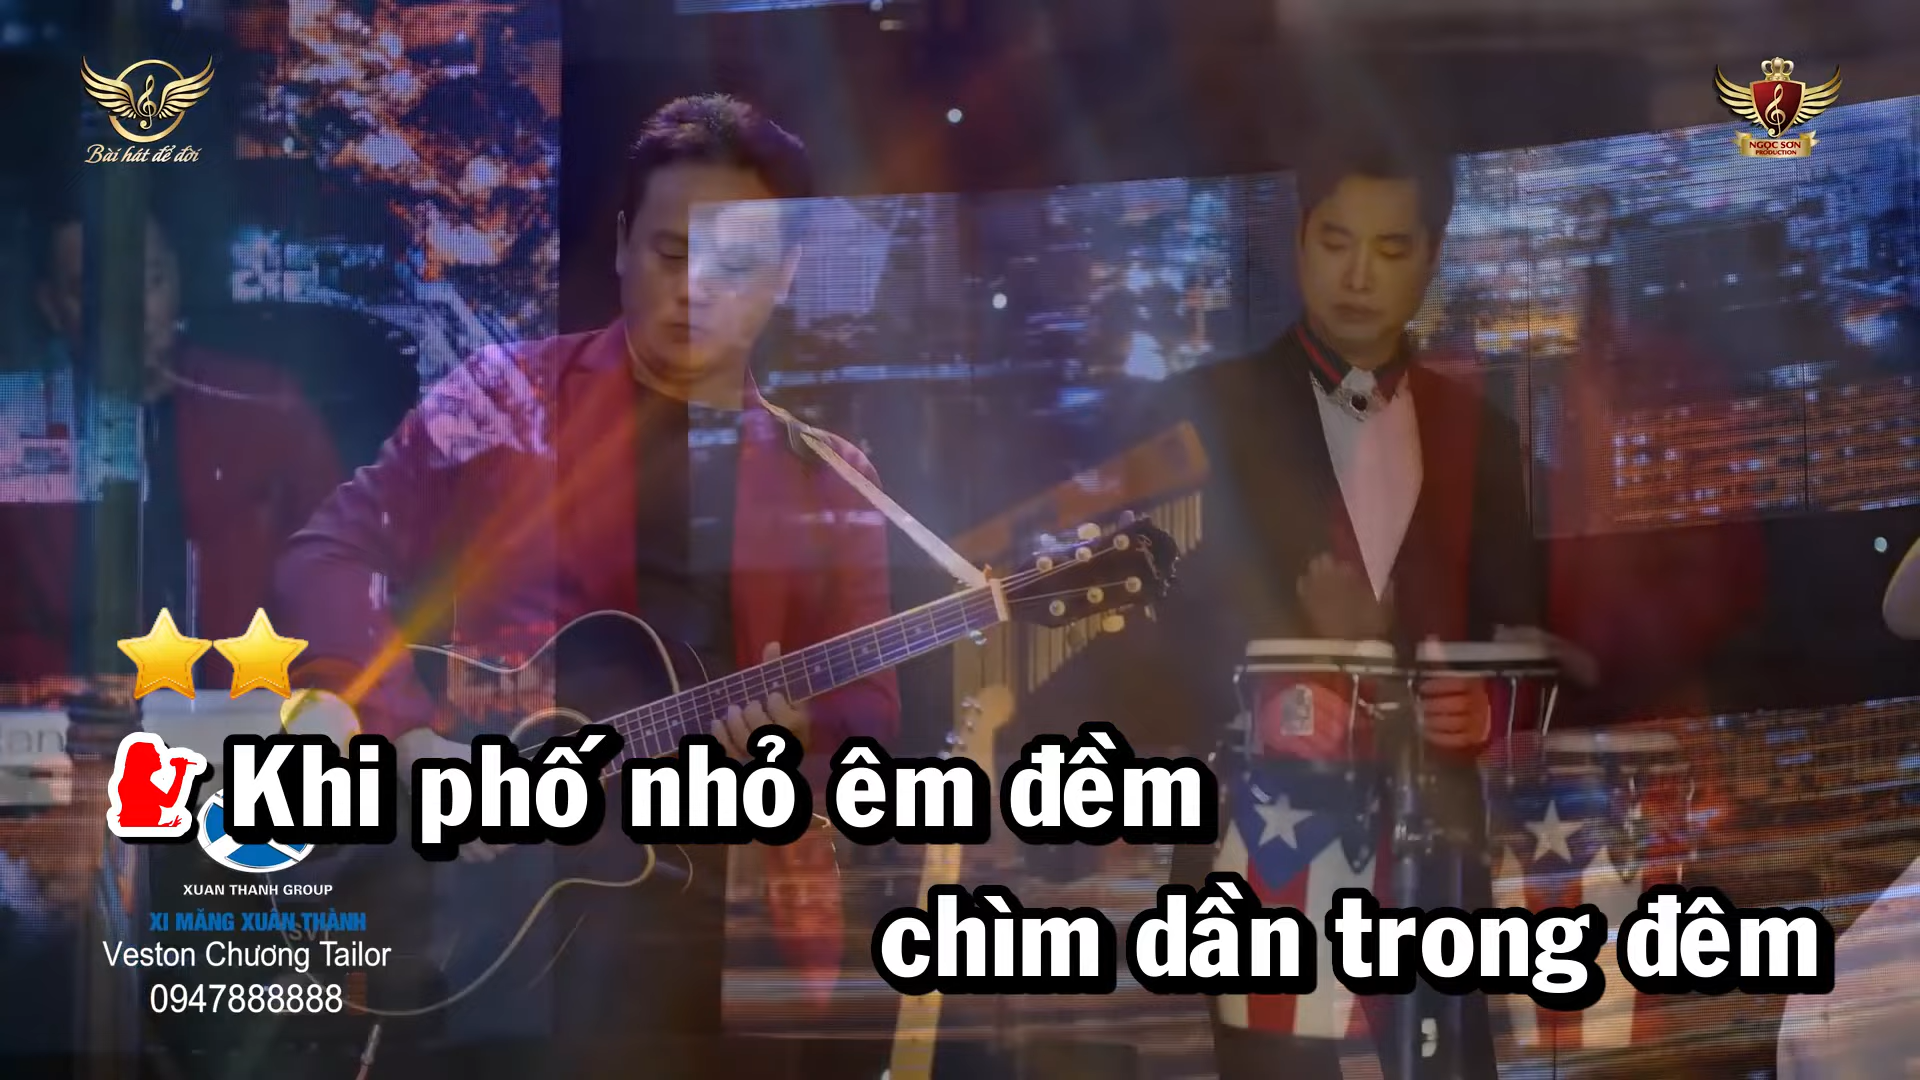 Bài hát để đời
NGỌC SƠN
PRODUCTION
Khi phố nhỏ êm đềm
chìm dần trong đêm
XUAN THANH GROUP
XI MĂNG XUÂN THÀNH
Veston Chương Tailor
0947888888